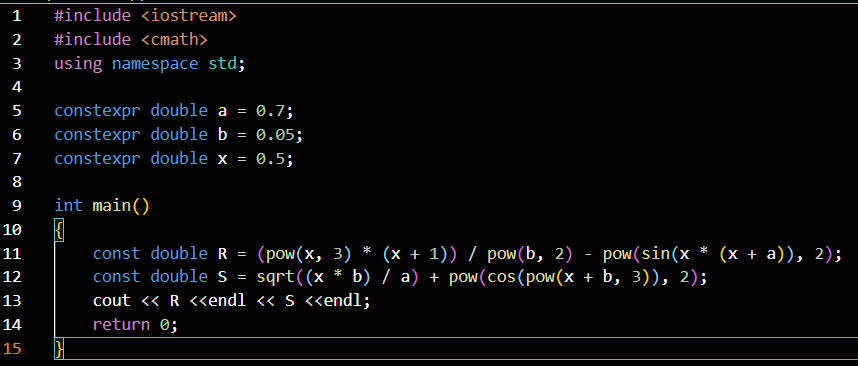 1 #include <iostream>
2 #include <cmath>
3 using namespace std;
4
5 constexpr double a = 0.7;
6 constexpr double b = 0.05;
7 constexpr double x = 0.5;
8
9 int main()
10 {
11     const double R = (pow(x, 3) * (x + 1)) / pow(b, 2) - pow(sin(x * (x + a)), 2);
12     const double S = sqrt((x * b) / a) + pow(cos(pow(x + b, 3)), 2);
13     cout << R <<endl << S <<endl;
14     return 0;
15 }